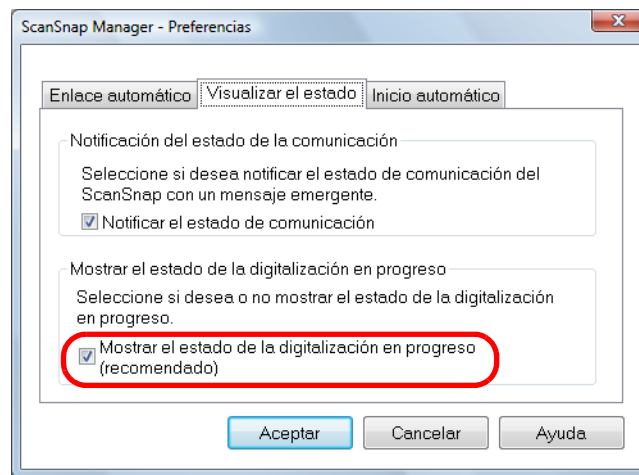 ScanSnap Manager - Preferencias
Enlace automático Visualizar el estado Inicio automático
Notificación del estado de la comunicación
Seleccione si desea notificar el estado de comunicación del
ScanSnap con un mensaje emergente.
Notificar el estado de comunicación
Mostrar el estado de la digitalización en progreso
Seleccione si desea o no mostrar el estado de la digitalización
en progreso.
Mostrar el estado de la digitalización en progreso
(recomendado)
Aceptar Cancelar Ayuda